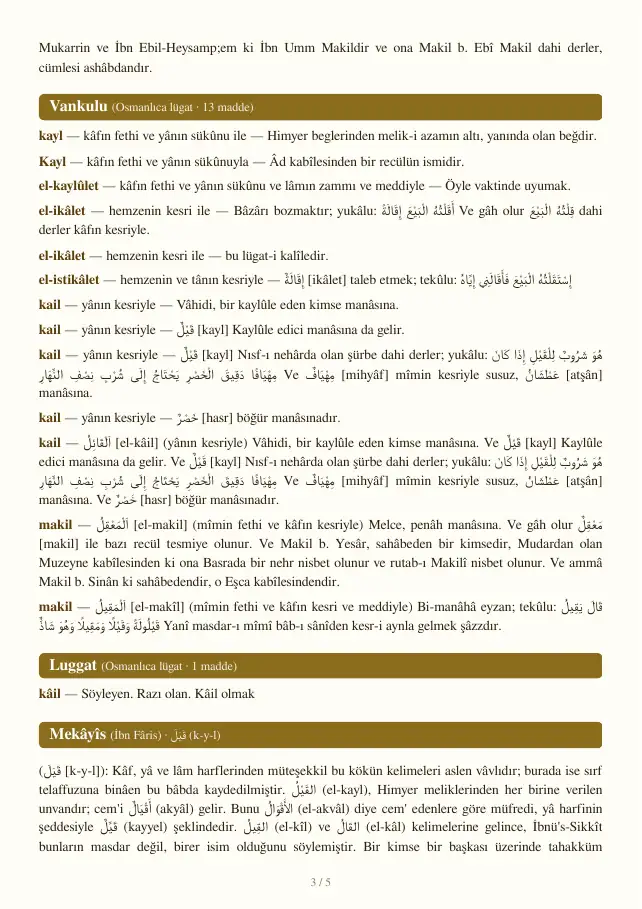 Mukarrin ve İbn Ebil-Heysamp;em ki İbn Umm Makildir ve ona Makil b. Ebî Makil dahi derler,
cümlesi ashâbdandır.
Vankulu (Osmanlıca lügat · 13 madde)
kayl — kâfın fethi ve yânın sükûnu ile — Himyer beglerinden melik-i azamın altı, yanında olan beğdir.
Kayl — kâfın fethi ve yânın sükûnuyla — Âd kabîlesinden bir recülün ismidir.
el-kaylûlet — kâfın fethi ve yânın sükûnu ve lâmın zammı ve meddiyle — Öyle vaktinde uyumak.
el-ikâlet — hemzenin kesri ile — Bâzârı bozmaktır; yukâlu: أَقَلْتُهُ الْبَيْعَ إِقَالَةً Ve gâh olur قِلْتُهُ الْبَيْعَ dahi
derler kâfın kesriyle.
el-ikâlet — hemzenin kesri ile — bu lügat-i kalîledir.
el-istikâlet — hemzenin ve tânın kesriyle — إِقَالَةٌ [ikâlet] taleb etmek; tekûlu: إِسْتَقَلْتُهُ الْبَيْعَ فَأَقَالَنِي إِيَّاهُ
kail — yânın kesriyle — Vâhidi, bir kaylûle eden kimse manâsına.
kail — yânın kesriyle — قَيْلٌ [kayl] Kaylûle edici manâsına da gelir.
kail — yânın kesriyle — قَيْلٌ [kayl] Nısf-ı nehârda olan şürbe dahi derler; yukâlu: هُوَ شَرُوبٌ لِلْقَيْلِ إِذَا كَانَ
مِهْيَافًا دَقِيقَ الْخَصْرِ يَحْتَاجُ إِلَى شُرْبِ نِصْفِ النَّهَارِ Ve مِهْيَافٌ [mihyâf] mîmin kesriyle susuz, عَطْشَانُ [atşân]
manâsına.
kail — yânın kesriyle — خَصْرٌ [hasr] böğür manâsınadır.
kail — اَلْقَائِلُ [el-kâil] (yânın kesriyle) Vâhidi, bir kaylûle eden kimse manâsına. Ve قَيْلٌ [kayl] Kaylûle
edici manâsına da gelir. Ve قَيْلٌ [kayl] Nısf-ı nehârda olan şürbe dahi derler; yukâlu: هُوَ شَرُوبٌ لِلْقَيْلِ إِذَا كَانَ
مِهْيَافًا دَقِيقَ الْخَصْرِ يَحْتَاجُ إِلَى شُرْبِ نِصْفِ النَّهَارِ Ve مِهْيَافٌ [mihyâf] mîmin kesriyle susuz, عَطْشَانُ [atşân]
manâsına. Ve خَصْرٌ [hasr] böğür manâsınadır.
makil — اَلْمَعْقِلُ [el-makil] (mîmin fethi ve kâfın kesriyle) Melce, penâh manâsına. Ve gâh olur مَعْقِلٌ
[makil] ile bazı recül tesmiye olunur. Ve Makil b. Yesâr, sahâbeden bir kimsedir, Mudardan olan
Muzeyne kabîlesinden ki ona Basrada bir nehr nisbet olunur ve rutab-ı Makilî nisbet olunur. Ve ammâ
Makil b. Sinân ki sahâbedendir, o Eşca kabîlesindendir.
makil — اَلْمَقِيلُ [el-makîl] (mîmin fethi ve kâfın kesri ve meddiyle) Bi-manâhâ eyzan; tekûlu: قَالَ يَقِيلُ
قَيْلُولَةً وَقَيْلًا وَمَقِيلًا وَهُوَ شَاذٌّ Yanî masdar-ı mîmî bâb-ı sânîden kesr-i aynla gelmek şâzzdır.
Luggat (Osmanlıca lügat · 1 madde)
kâil — Söyleyen. Razı olan. Kâil olmak
Mekâyîs (İbn Fâris) · قَيَلَ (k-y-l)
(قَيَلَ [k-y-l]): Kâf, yâ ve lâm harflerinden müteşekkil bu kökün kelimeleri aslen vâvlıdır; burada ise sırf
telaffuzuna binâen bu bâbda kaydedilmiştir. القَيْلُ (el-kayl), Himyer meliklerinden her birine verilen
unvandır; cem'i أَقْيَالٌ (akyâl) gelir. Bunu الأَقْوَالُ (el-akvâl) diye cem' edenlere göre müfredi, yâ harfinin
şeddesiyle قَيِّلٌ (kayyel) şeklindedir. القِيلُ (el-kîl) ve القَالُ (el-kâl) kelimelerine gelince, İbnü's-Sikkît
bunların masdar değil, birer isim olduğunu söylemiştir. Bir kimse bir başkası üzerinde tahakküm
3 / 5